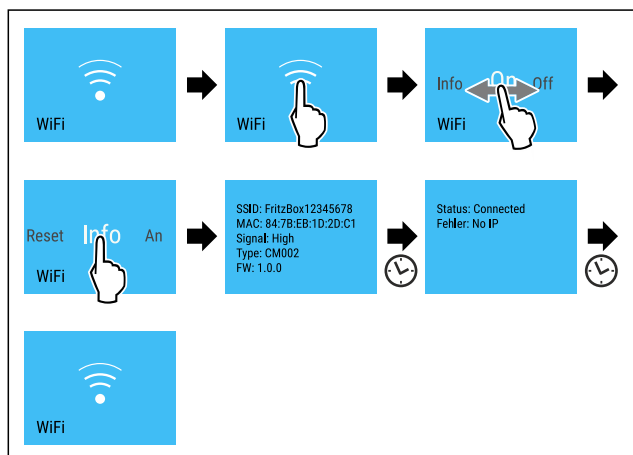 WiFi
WiFi
Info On Off
WiFi
Reset Info An
WiFi
SSID: FritzBox12345678
MAC: 84:7B:EB:1D:2D:C1
Signal: High
Type: CM002
FW: 1.0.0
Status: Connected
Fehler: No IP
WiFi